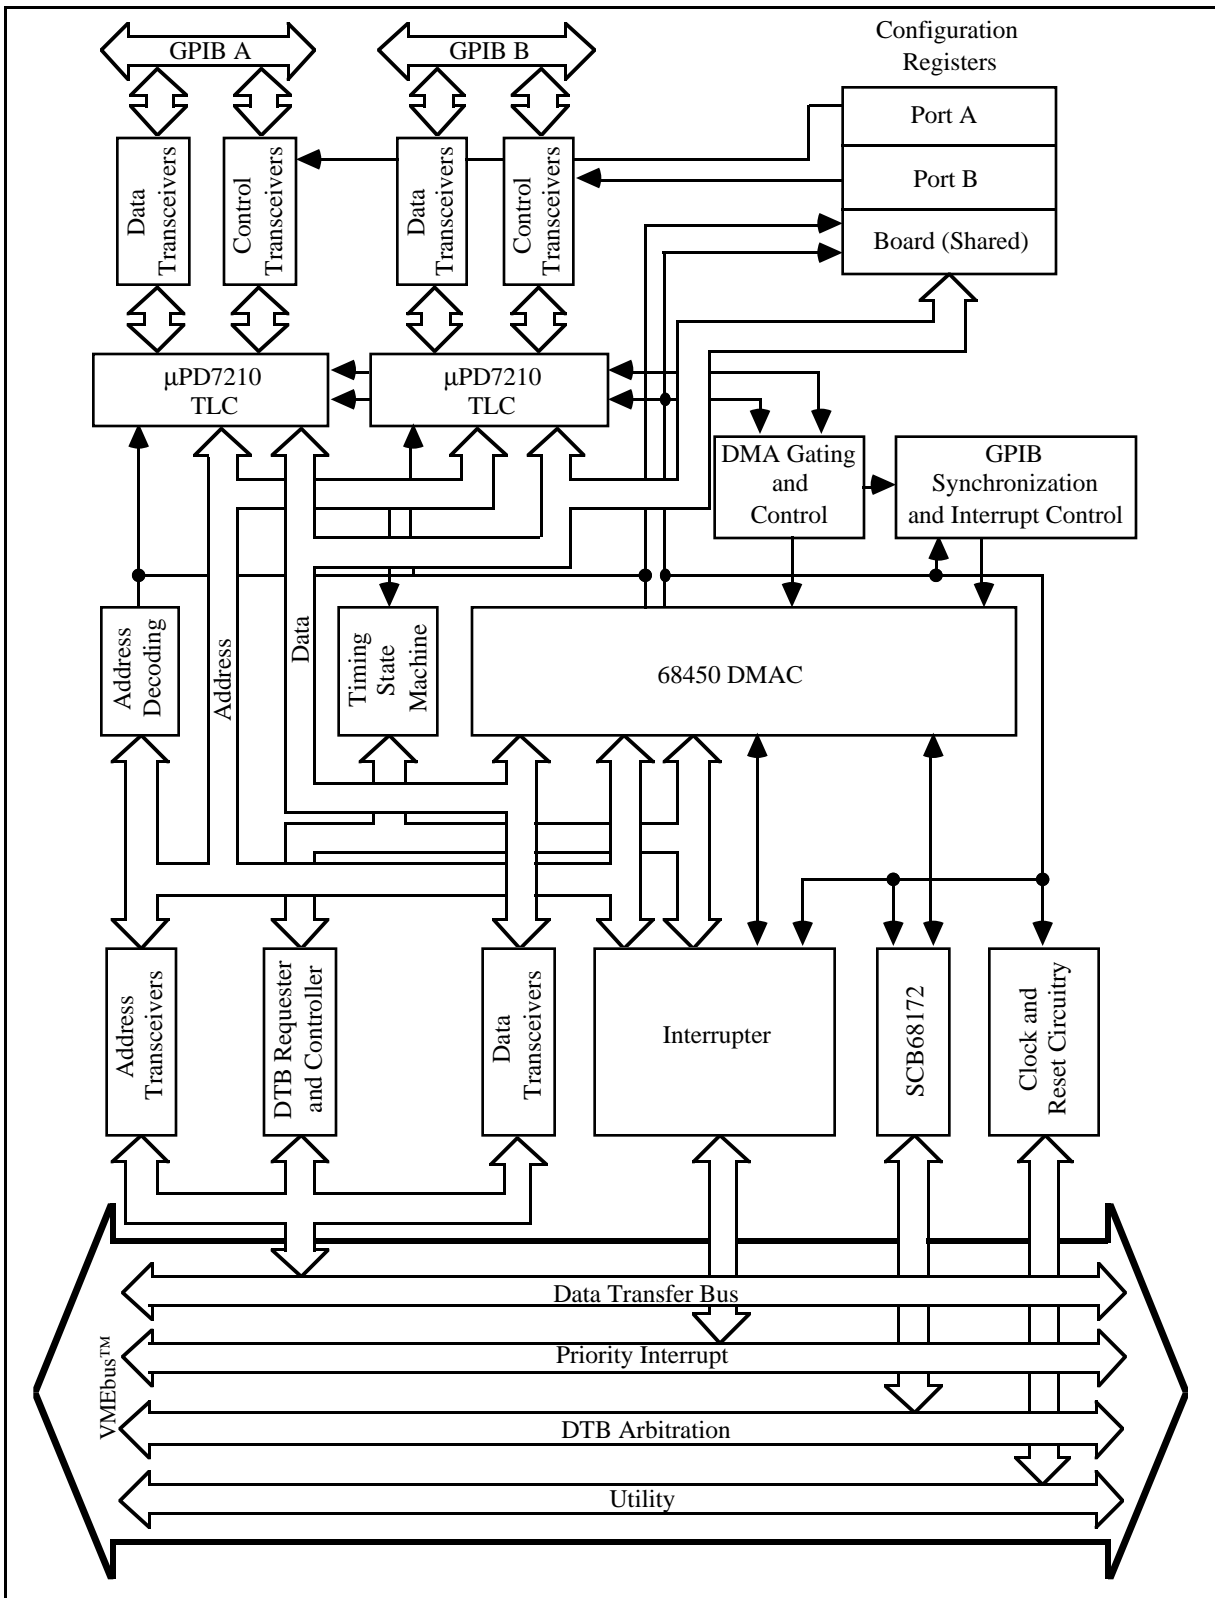 GPIB A
GPIB B
Configuration
Registers
Port A
Port B
Board (Shared)
Data
Transceivers
Control
Transceivers
Data
Transceivers
Control
Transceivers
µPD7210
TLC
µPD7210
TLC
DMA Gating
and
Control
GPIB
Synchronization
and Interrupt Control
Address
Decoding
Address
Data
Timing
State
Machine
68450 DMAC
Address
Transceivers
DTB Requester
and Controller
Data
Transceivers
Interrupter
SCB68172
Clock and
Reset Circuitry
VMEbus™
Data Transfer Bus
Priority Interrupt
DTB Arbitration
Utility